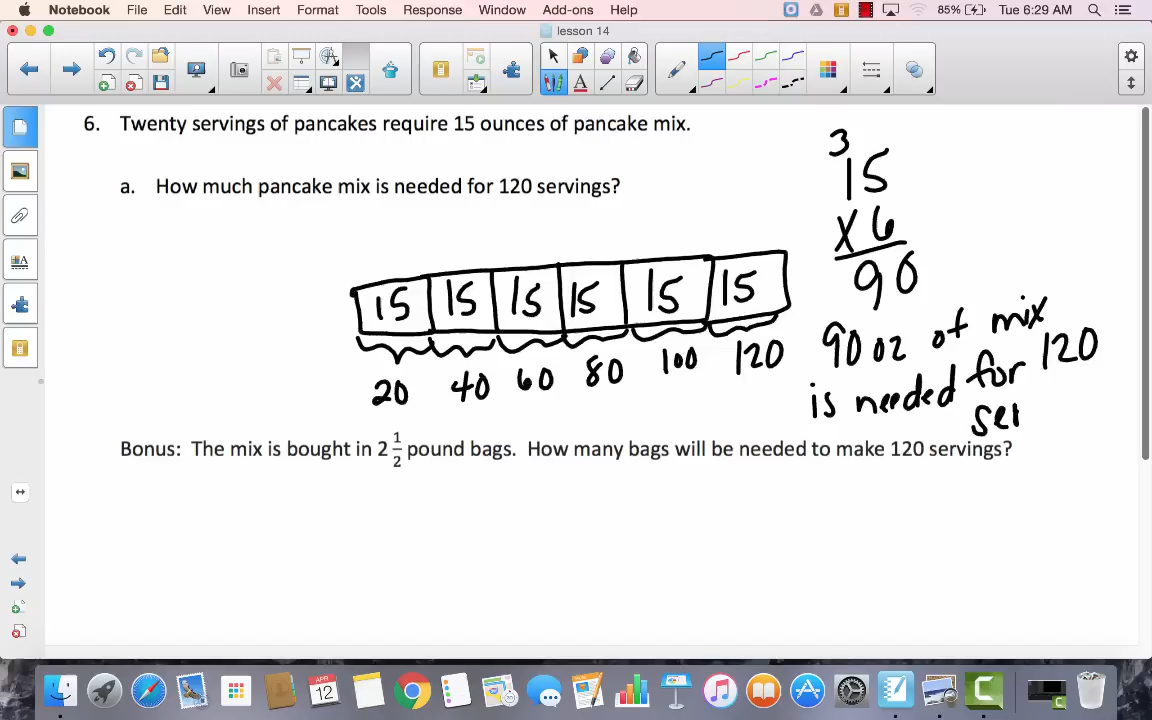 Notebook File Edit View Insert Format Tools Response Window Add-ons Help 85% Tue 6:29 AM
lesson 14
6. Twenty servings of pancakes require 15 ounces of pancake mix.
a. How much pancake mix is needed for 120 servings?
3
15
x 6
90
15 15 15 15 15 15
20 40 60 80 100 120
90 oz of mix
is needed for 120
ser
Bonus: The mix is bought in 2 1/2 pound bags. How many bags will be needed to make 120 servings?
APR
12